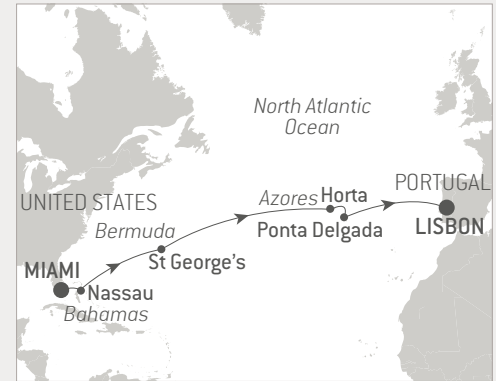 North Atlantic
Ocean
PORTUGAL
Azores
Horta
UNITED STATES
LISBON
Ponta Delgada
Bermuda
St George's
MIAMI
Nassau
Bahamas